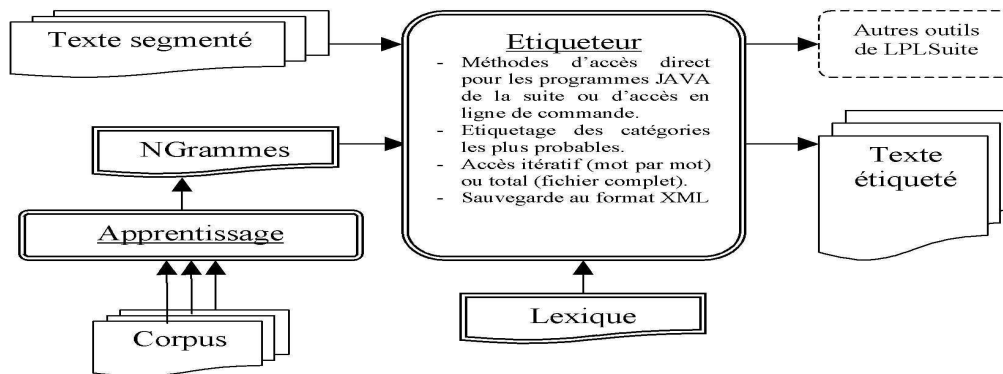 Texte segmenté
Etiqueteur
- Méthodes d'accès direct
pour les programmes JAVA
de la suite ou d'accès en
ligne de commande.
- Etiquetage des catégories
les plus probables.
- Accès itératif (mot par mot)
ou total (fichier complet).
- Sauvegarde au format XML
Autres outils
de LPLSuite
NGrammes
Texte
étiqueté
Apprentissage
Lexique
Corpus